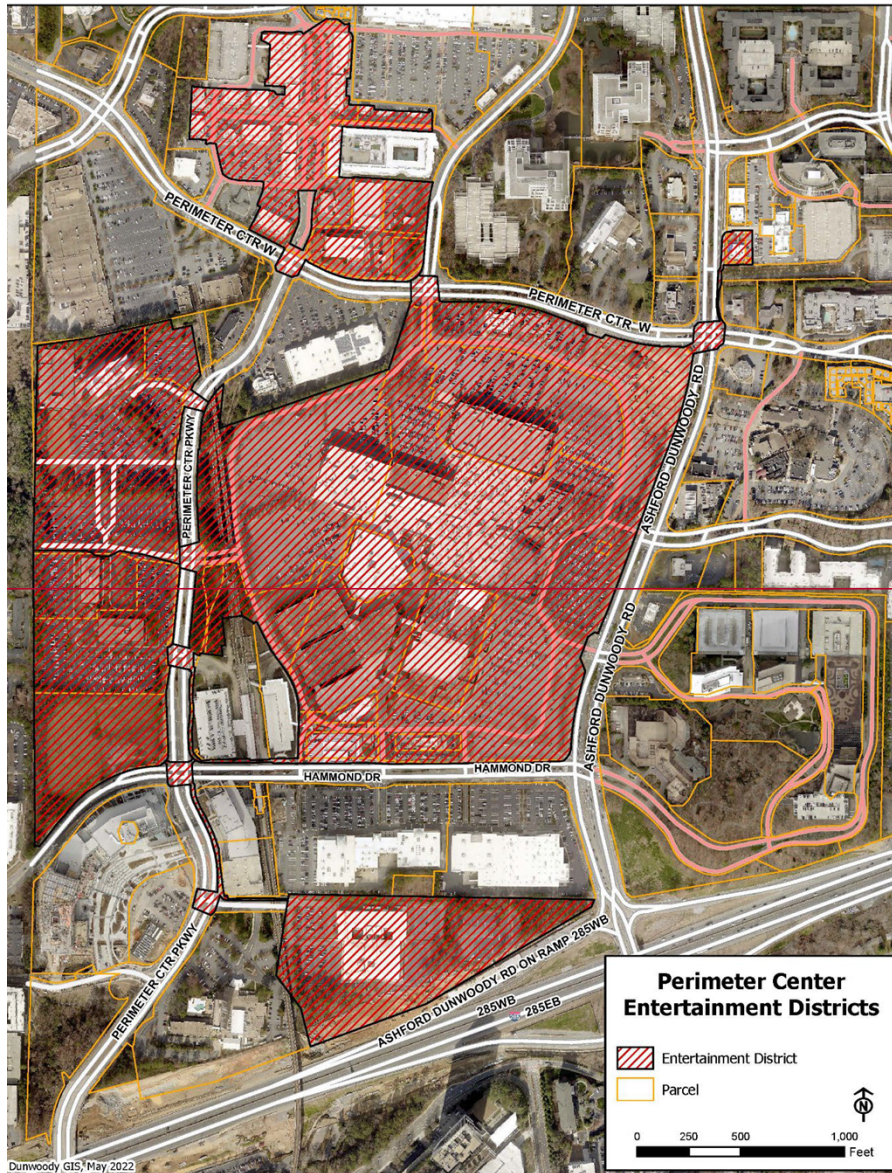 PERIMETER CTR W
PERIMETER CTR W
ASHFORD DUNWOODY RD
PERIMETER CTR PKWY
ASHFORD DUNWOODY RD
HAMMOND DR
HAMMOND DR
PERIMETER CTR PKWY
ASHFORD DUNWOODY RD ON RAMP 285WB
285WB
285EB
Perimeter Center
Entertainment Districts
Entertainment District
Parcel
N
0 250 500 1,000
Feet
Dunwoody GIS, May 2022